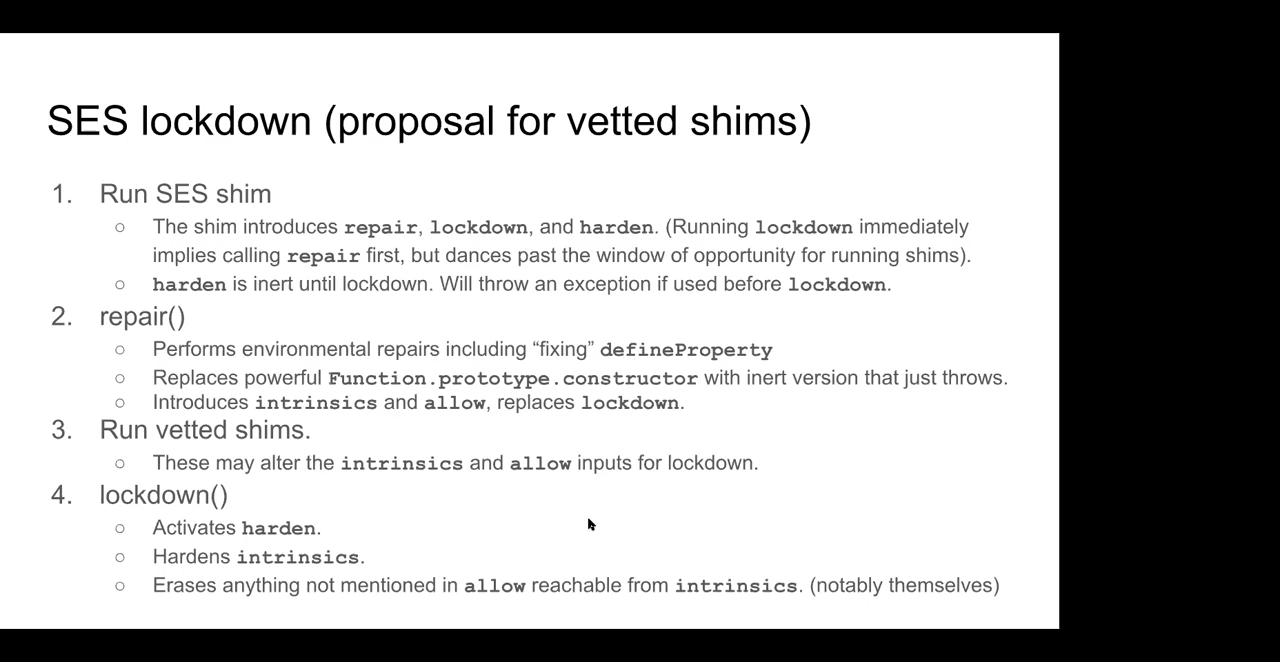 SES lockdown (proposal for vetted shims)
1. Run SES shim
○ The shim introduces repair, lockdown, and harden. (Running lockdown immediately
implies calling repair first, but dances past the window of opportunity for running shims).
○ harden is inert until lockdown. Will throw an exception if used before lockdown.
2. repair()
○ Performs environmental repairs including “fixing” defineProperty
○ Replaces powerful Function.prototype.constructor with inert version that just throws.
○ Introduces intrinsics and allow, replaces lockdown.
3. Run vetted shims.
○ These may alter the intrinsics and allow inputs for lockdown.
4. lockdown()
○ Activates harden.
○ Hardens intrinsics.
○ Erases anything not mentioned in allow reachable from intrinsics. (notably themselves)